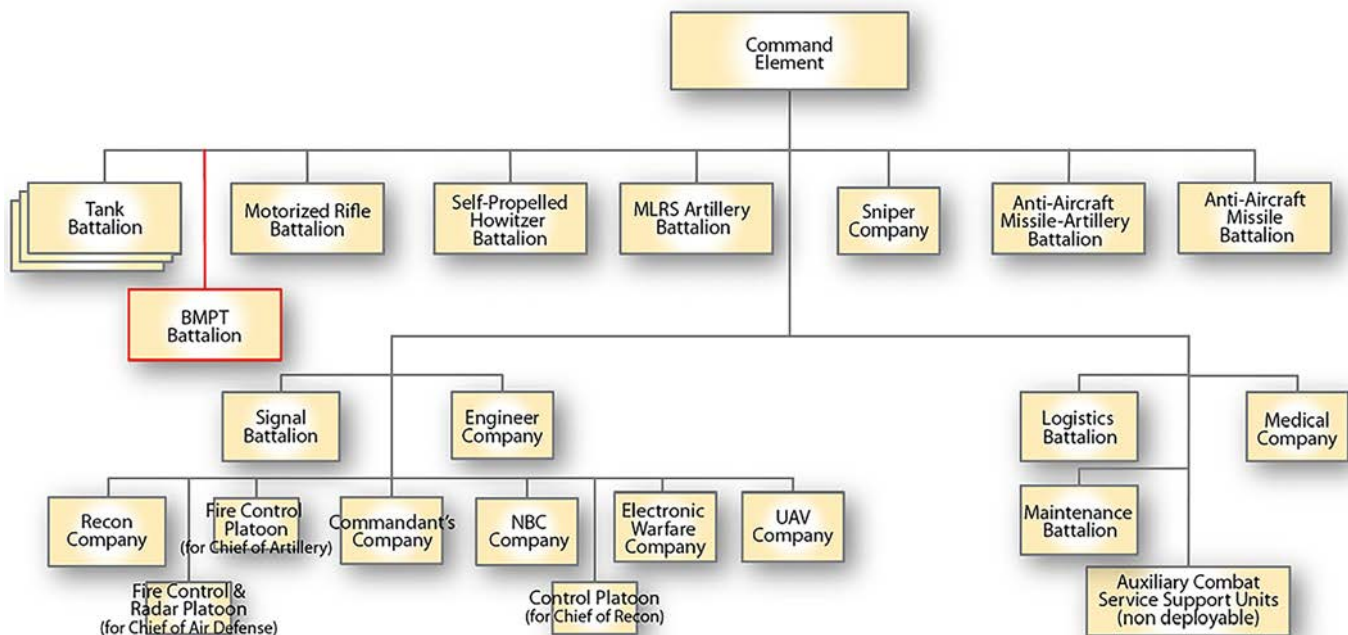 Command
Element
Tank
Battalion
Motorized Rifle
Battalion
Self-Propelled
Howitzer
Battalion
MLRS Artillery
Battalion
Sniper
Company
Anti-Aircraft
Missile-Artillery
Battalion
Anti-Aircraft
Missile
Battalion
BMPT
Battalion
Signal
Battalion
Engineer
Company
Logistics
Battalion
Medical
Company
Recon
Company
Fire Control
Platoon
(for Chief of Artillery)
Commandant's
Company
NBC
Company
Electronic
Warfare
Company
UAV
Company
Maintenance
Battalion
Fire Control &
Radar Platoon
(for Chief of Air Defense)
Control Platoon
(for Chief of Recon)
Auxiliary Combat
Service Support Units
(non deployable)